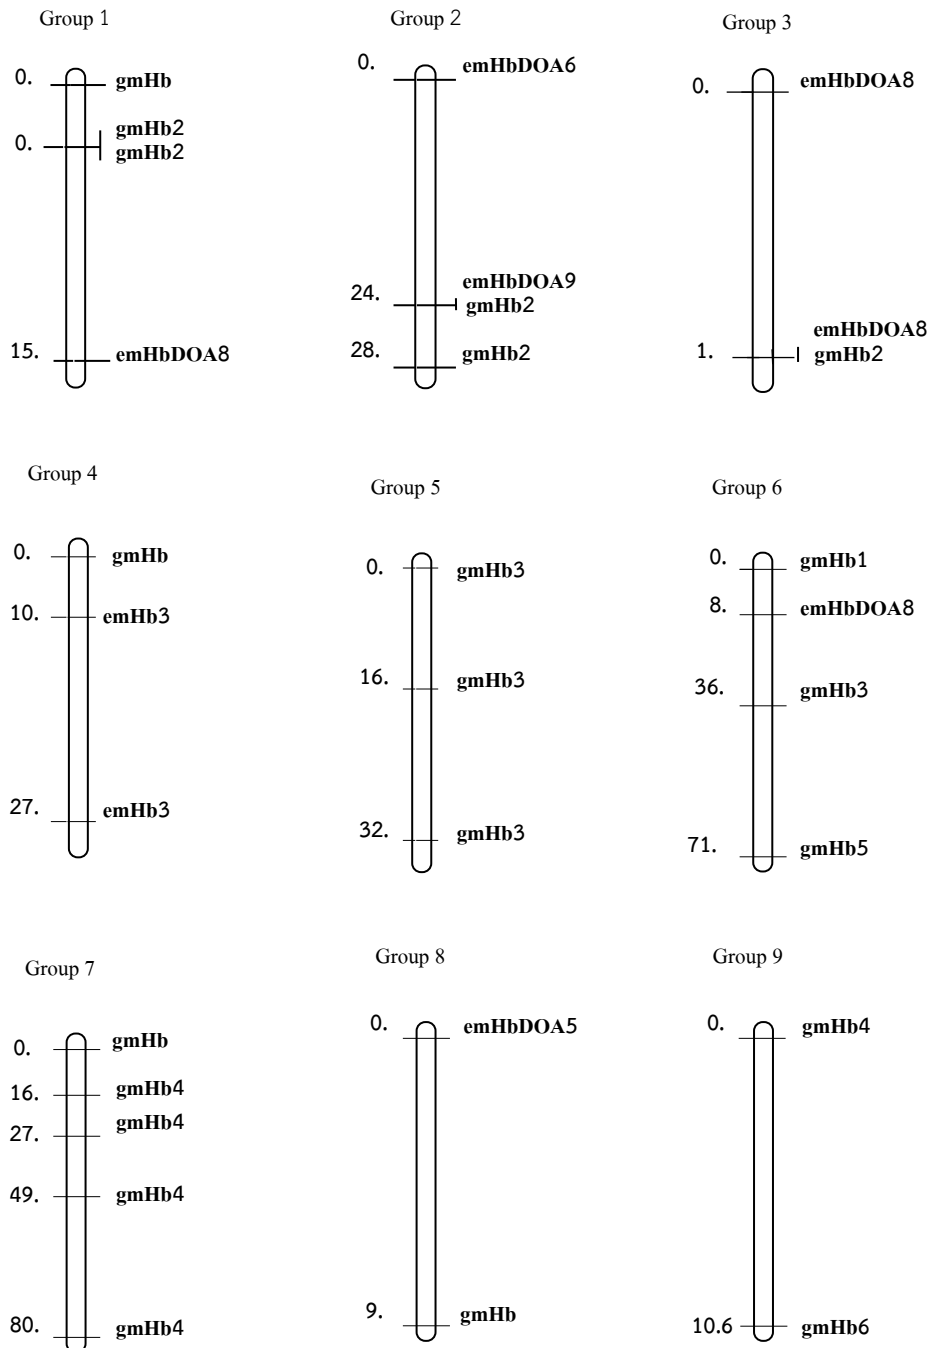 Group 1
0. gmHb
gmHb2
0. gmHb2
15. emHbDOA8
Group 2
0. emHbDOA6
emHbDOA9
24. gmHb2
28. gmHb2
Group 3
0. emHbDOA8
emHbDOA8
1. gmHb2
Group 4
0. gmHb
10. emHb3
27. emHb3
Group 5
0. gmHb3
16. gmHb3
32. gmHb3
Group 6
0. gmHb1
8. emHbDOA8
36. gmHb3
71. gmHb5
Group 7
0. gmHb
16. gmHb4
27. gmHb4
49. gmHb4
80. gmHb4
Group 8
0. emHbDOA5
9. gmHb
Group 9
0. gmHb4
10.6 gmHb6